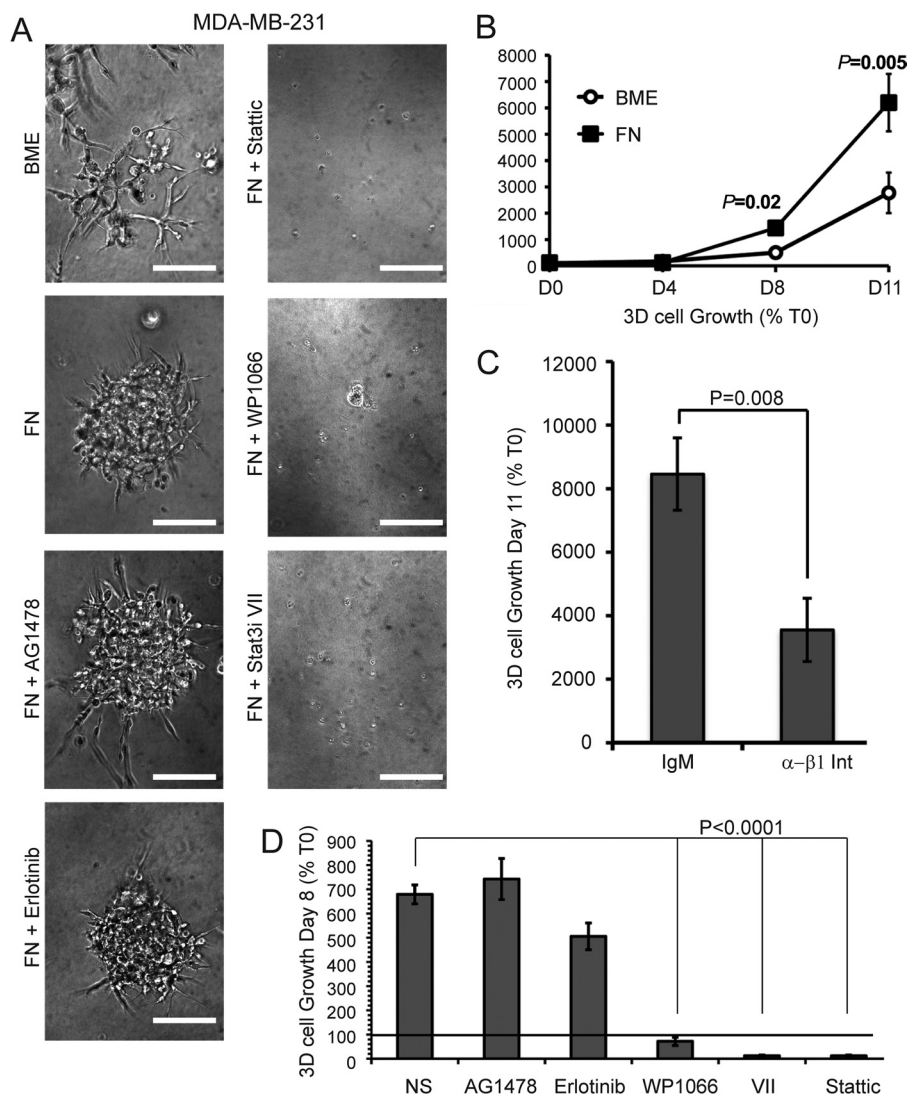 A
MDA-MB-231
BME
FN
FN + AG1478
FN + Erlotinib
FN + Stattic
FN + WP1066
FN + Stat3i VII
B
8000
7000
6000
5000
4000
3000
2000
1000
0
BME
FN
P=0.02
P=0.005
D0 D4 D8 D11
3D cell Growth (% T0)
C
3D cell Growth Day 11 (% T0)
12000
10000
8000
6000
4000
2000
0
P=0.008
IgM α-β1 Int
D
3D cell Growth Day 8 (% T0)
900
800
700
600
500
400
300
200
100
0
P<0.0001
NS AG1478 Erlotinib WP1066 VII Stattic